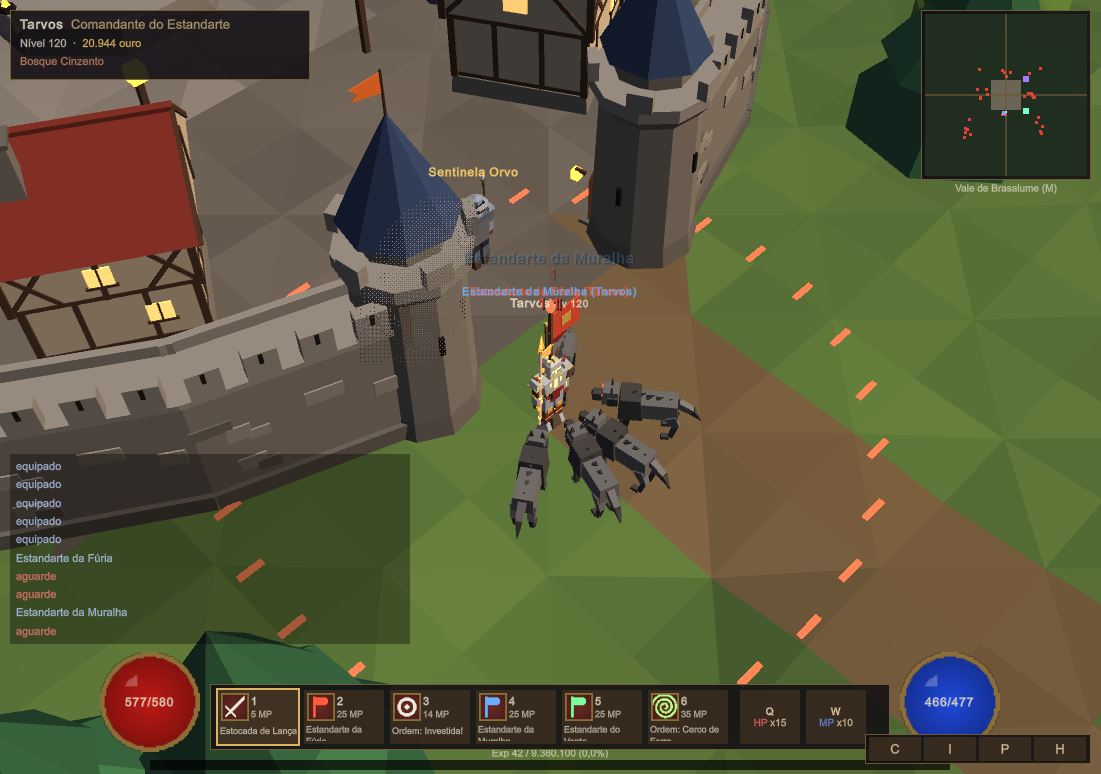 Tarvos Comandante do Estandarte
Nível 120 · 20.944 ouro
Bosque Cinzento
Vale de Brasalume (M)
Sentinela Orvo
Estandarte da Muralha
Estandarte da Muralha (Tarvos)
Tarvos Lv 120
equipado
equipado
equipado
equipado
equipado
Estandarte da Fúria
aguarde
aguarde
Estandarte da Muralha
aguarde
577/580
1
5 MP
Estocada de Lança
2
25 MP
Estandarte da
Fúria
3
14 MP
Ordem: Investida!
4
25 MP
Estandarte da
Muralha
5
25 MP
Estandarte do
Vento
6
35 MP
Ordem: Cerco de
Ferro
Q
HP x15
W
MP x10
466/477
Exp 42 / 9.360.100 (0,0%)
C I P H